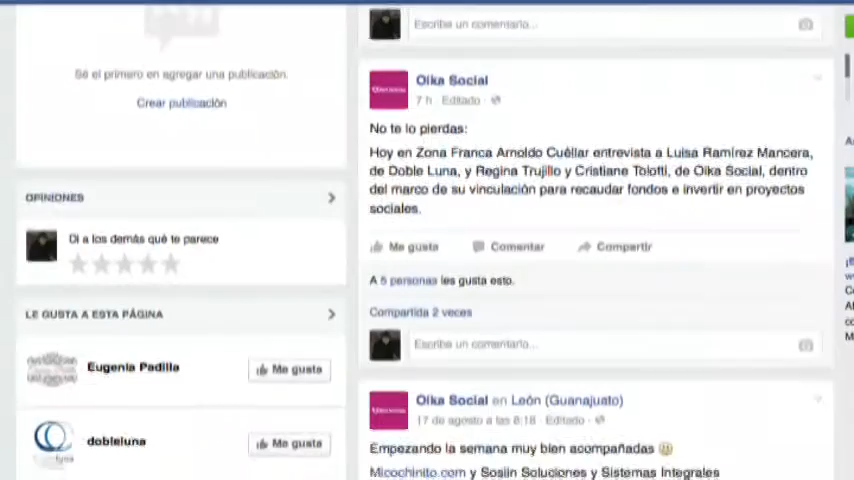 Sé el primero en agregar una publicación.
Crear publicación
OPINIONES
Di a los demás qué te parece
LE GUSTA A ESTA PÁGINA
Eugenia Padilla
Me gusta
dobleluna
Me gusta
Escribe un comentario...
Oika Social
7 h · Editado ·
No te lo pierdas:
Hoy en Zona Franca Arnoldo Cuéllar entrevista a Luisa Ramírez Mancera,
de Doble Luna, y Regina Trujillo y Cristiane Tolotti, de Oika Social, dentro
del marco de su vinculación para recaudar fondos e invertir en proyectos
sociales.
Me gusta Comentar Compartir
A 5 personas les gusta esto.
Compartida 2 veces
Escribe un comentario...
Oika Social en León (Guanajuato)
17 de agosto a las 8:18 · Editado ·
Empezando la semana muy bien acompañadas
Micochinito.com y Sosiin Soluciones y Sistemas Integrales